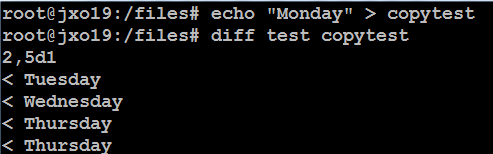 root@jxo19:/files# echo "Monday" > copytest
root@jxo19:/files# diff test copytest
2,5d1
< Tuesday
< Wednesday
< Thursday
< Thursday